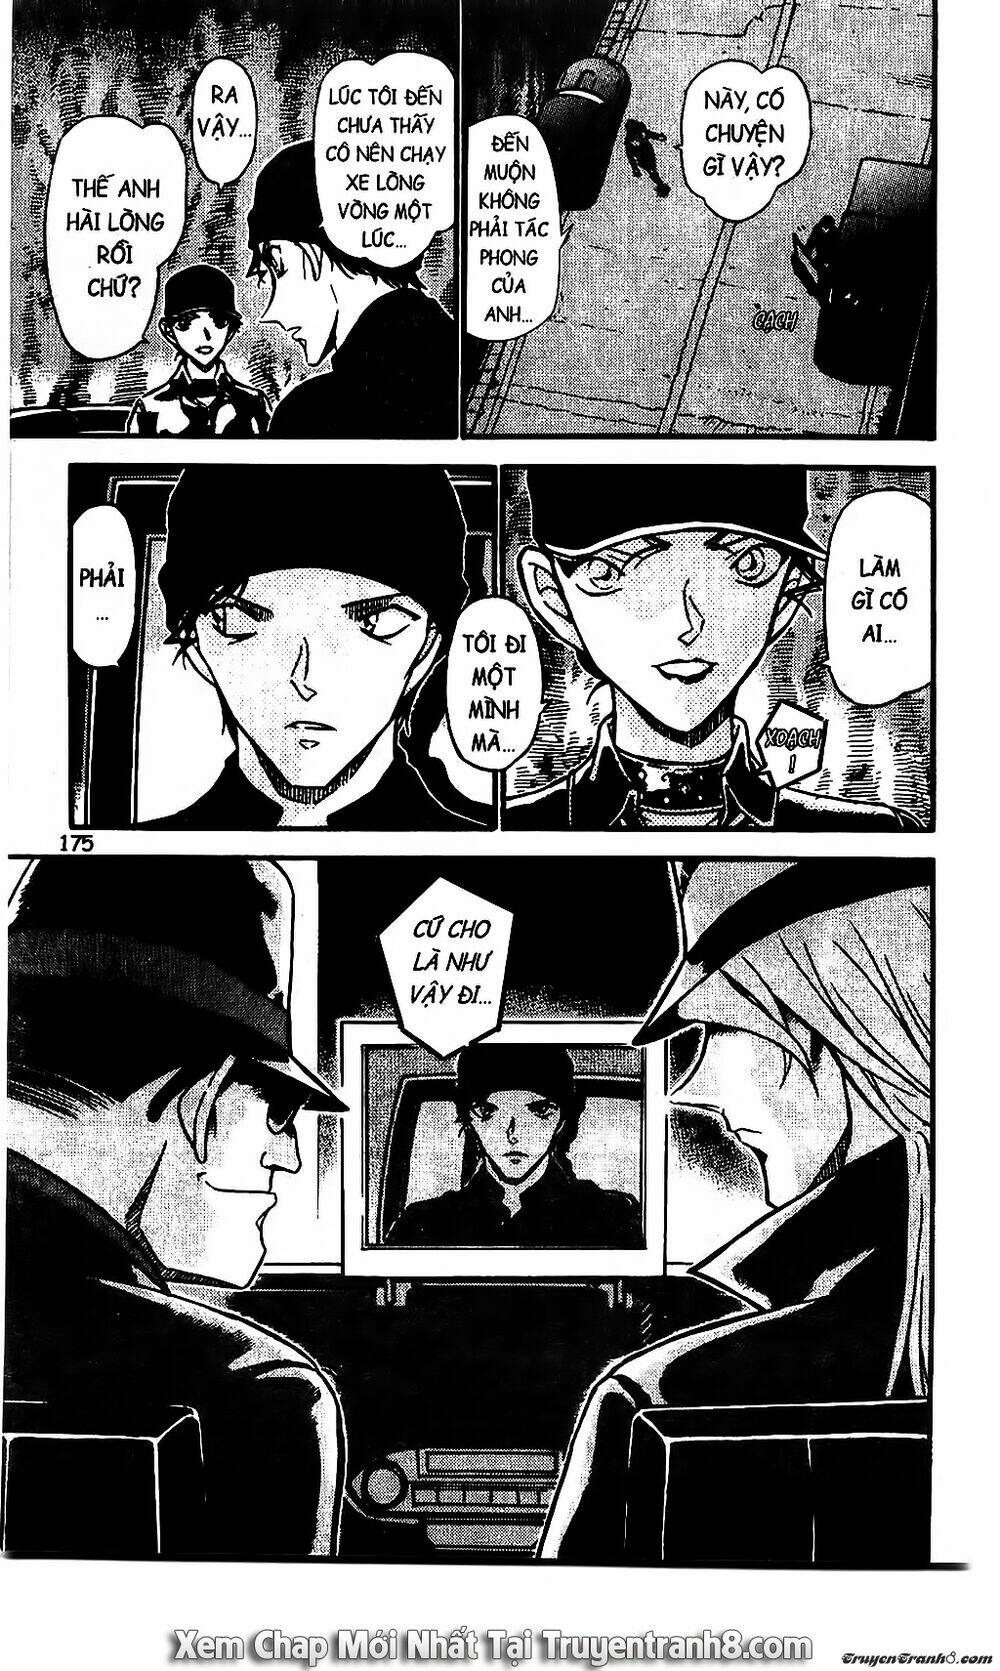 NÀY, CÓ
CHUYỆN
GÌ VẬY?
CẠCH
ĐẾN
MUỘN
KHÔNG
PHẢI TÁC
PHONG
CỦA
ANH...
LÚC TÔI ĐẾN
CHƯA THẤY
CÔ NÊN CHẠY
XE LÒNG
VÒNG MỘT
LÚC...
RA
VẬY...
THẾ ANH
HÀI LÒNG
RỒI
CHỨ?
LÀM
GÌ CÓ
AI...
XOẠCH
!
TÔI ĐI
MỘT
MÌNH
MÀ...
PHẢI
...
175
CỨ CHO
LÀ NHƯ
VẬY ĐI...
Xem Chap Mới Nhất Tại Truyentranh8.com
TruyenTranh8.com